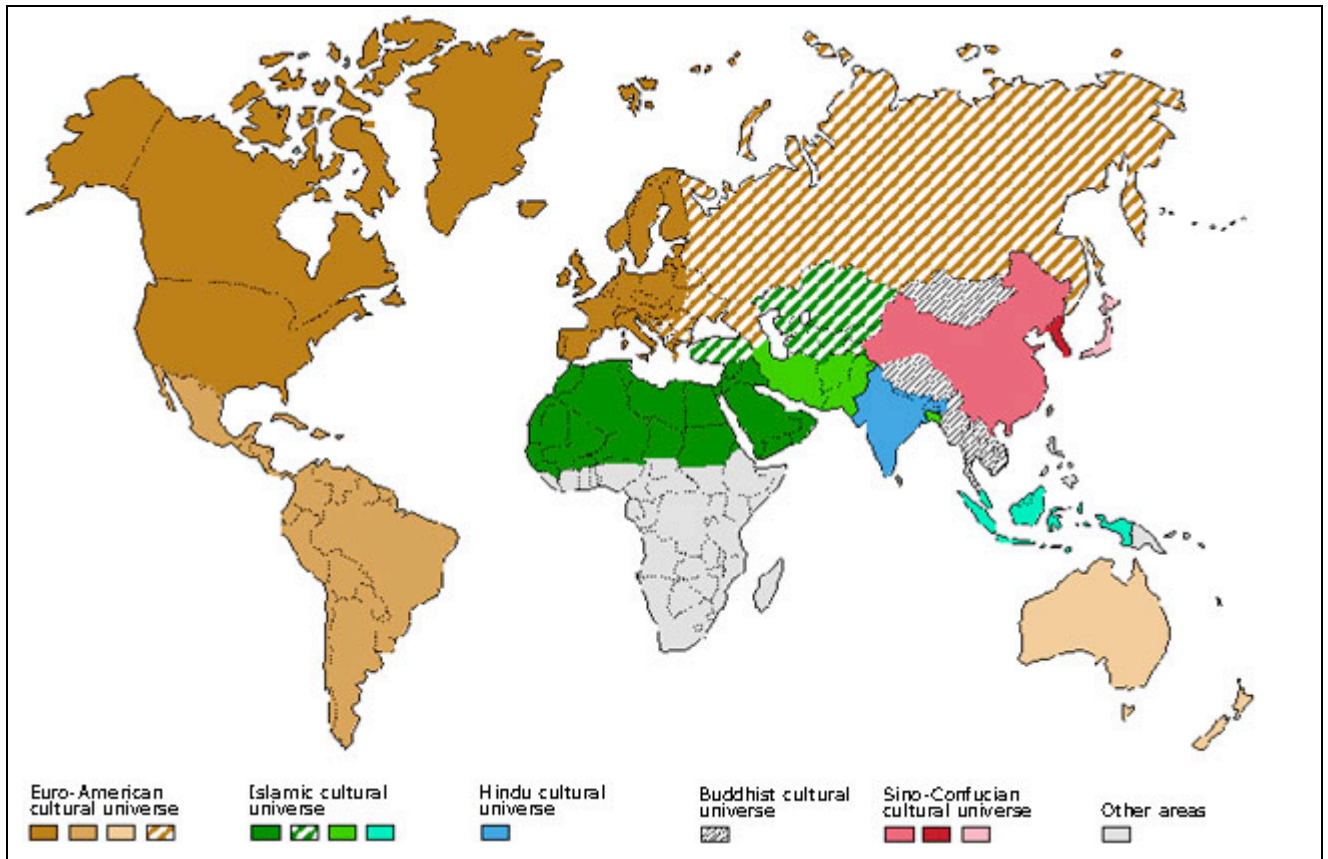 Euro-American
cultural universe
Islamic cultural
universe
Hindu cultural
universe
Buddhist cultural
universe
Sino-Confucian
cultural universe
Other areas